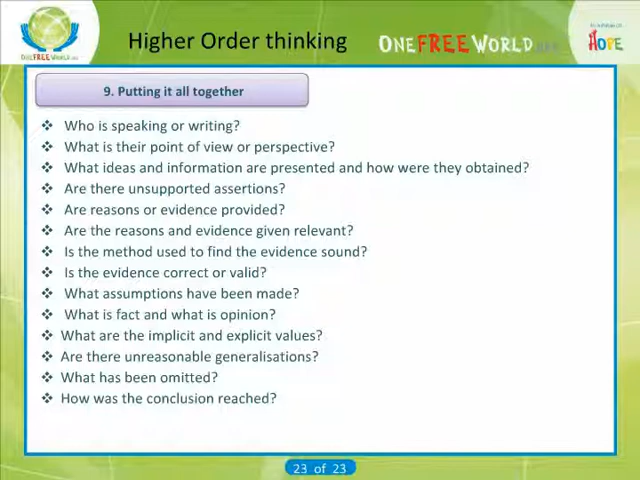 Higher Order thinking
ONEFREEWORLD.ORG
ONEFREEWORLD
HOPE
9. Putting it all together
❖ Who is speaking or writing?
❖ What is their point of view or perspective?
❖ What ideas and information are presented and how were they obtained?
❖ Are there unsupported assertions?
❖ Are reasons or evidence provided?
❖ Are the reasons and evidence given relevant?
❖ Is the method used to find the evidence sound?
❖ Is the evidence correct or valid?
❖ What assumptions have been made?
❖ What is fact and what is opinion?
❖ What are the implicit and explicit values?
❖ Are there unreasonable generalisations?
❖ What has been omitted?
❖ How was the conclusion reached?
23 of 23